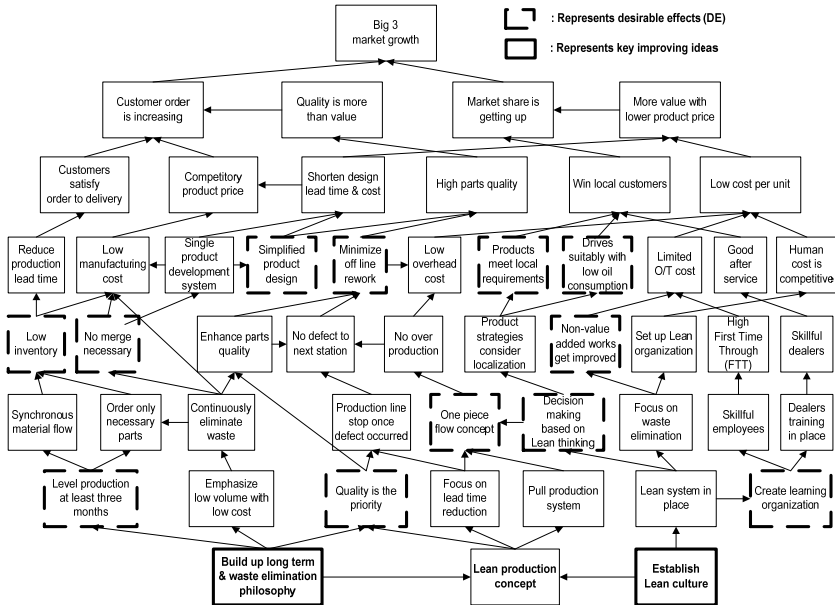 Big 3
market growth
: Represents desirable effects (DE)
: Represents key improving ideas
Customer order
is increasing
Quality is more
than value
Market share is
getting up
More value with
lower product price
Customers
satisfy
order to delivery
Competitory
product price
Shorten design
lead time & cost
High parts quality
Win local customers
Low cost per unit
Reduce
production
lead time
Low
manufacturing
cost
Single
product
development
system
Simplified
product
design
Minimize
off line
rework
Low
overhead
cost
Products
meet local
requirements
Drives
suitably with
low oil
consumption
Limited
O/T cost
Good
after
service
Human
cost is
competitive
Low
inventory
No merge
necessary
Enhance parts
quality
No defect to
next station
No over
production
Product
strategies
consider
localization
Non-value
added works
get improved
Set up Lean
organization
High
First Time
Through
(FTT)
Skillful
dealers
Synchronous
material flow
Order only
necessary
parts
Continuously
eliminate
waste
Production line
stop once
defect occurred
One piece
flow concept
Decision
making
based on
Lean thinking
Focus on
waste
elimination
Skillful
employees
Dealers
training
in place
Level production
at least three
months
Emphasize
low volume with
low cost
Quality is the
priority
Focus on
lead time
reduction
Pull production
system
Lean system in
place
Create learning
organization
Build up long term
& waste elimination
philosophy
Lean production
concept
Establish
Lean culture